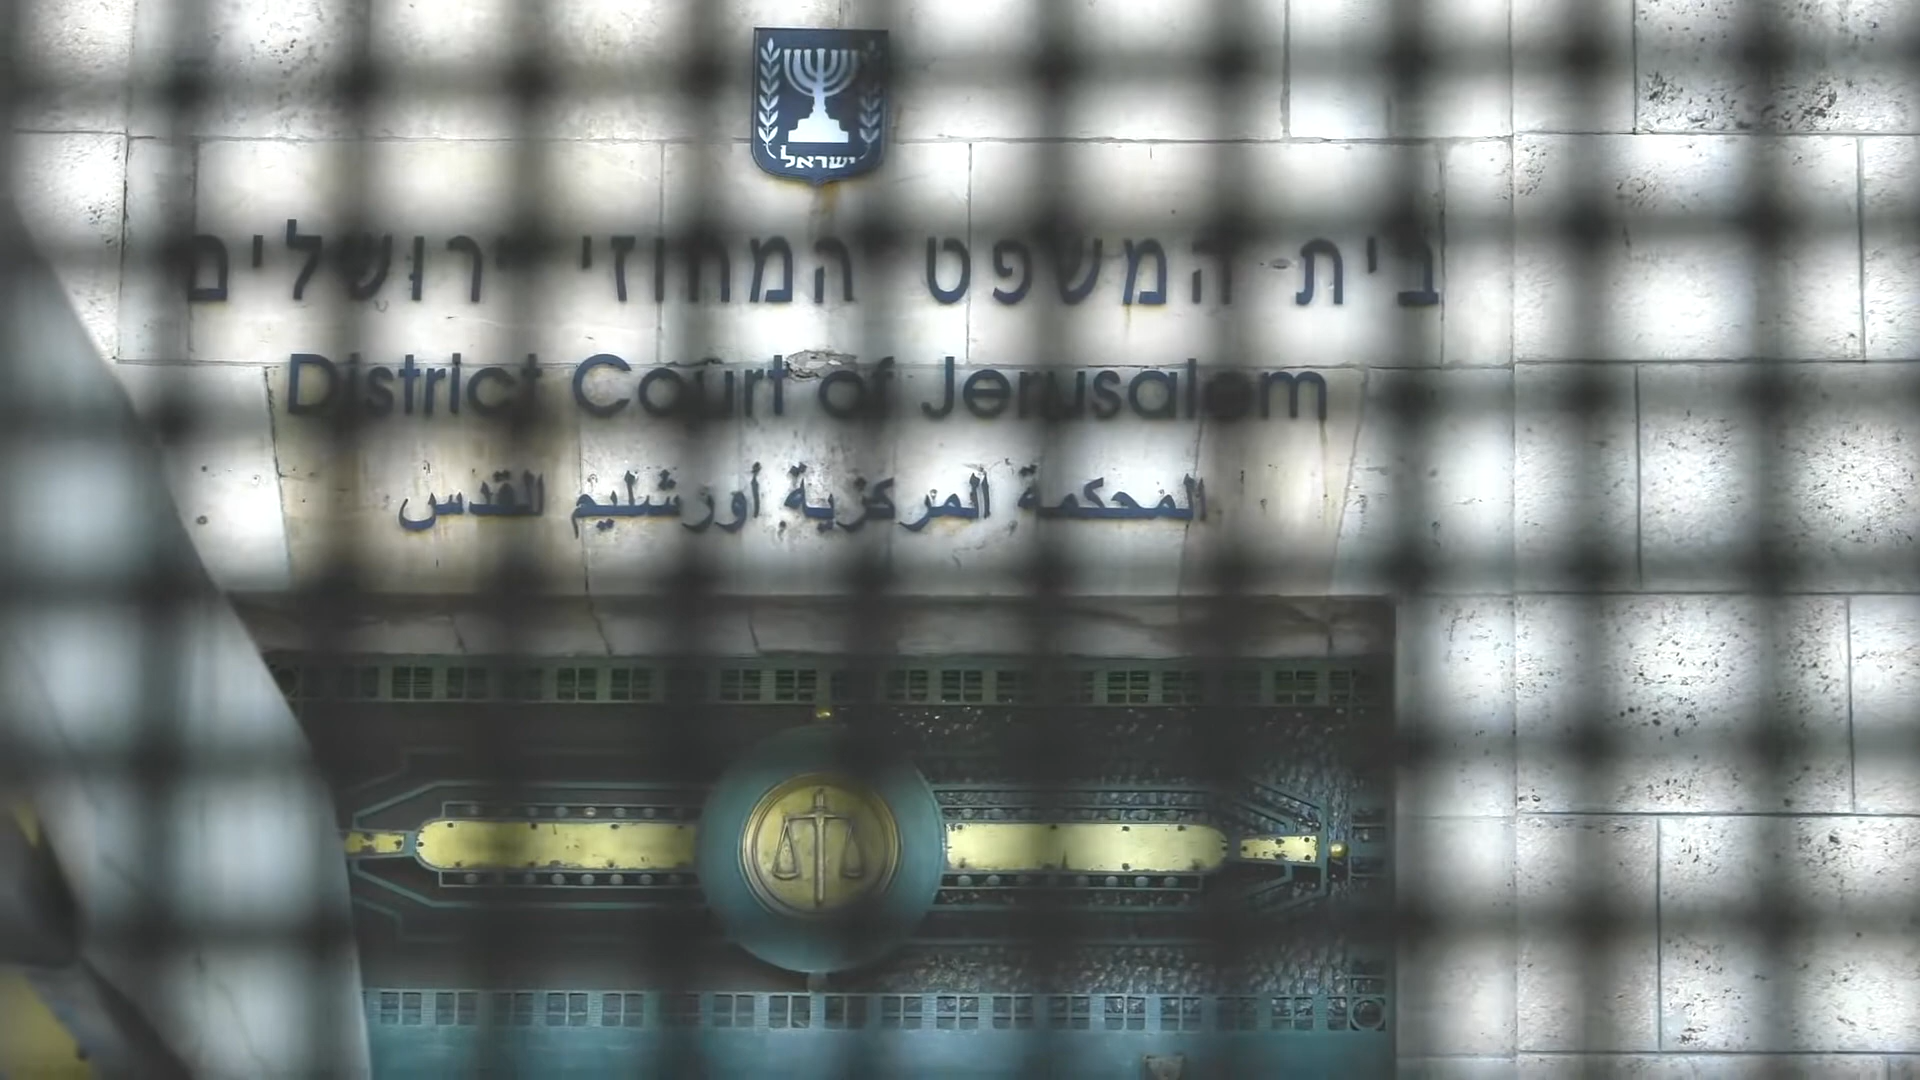 ישראל
בית המשפט המחוזי ירושלים
District Court of Jerusalem
المحكمة المركزية أورشليم القدس